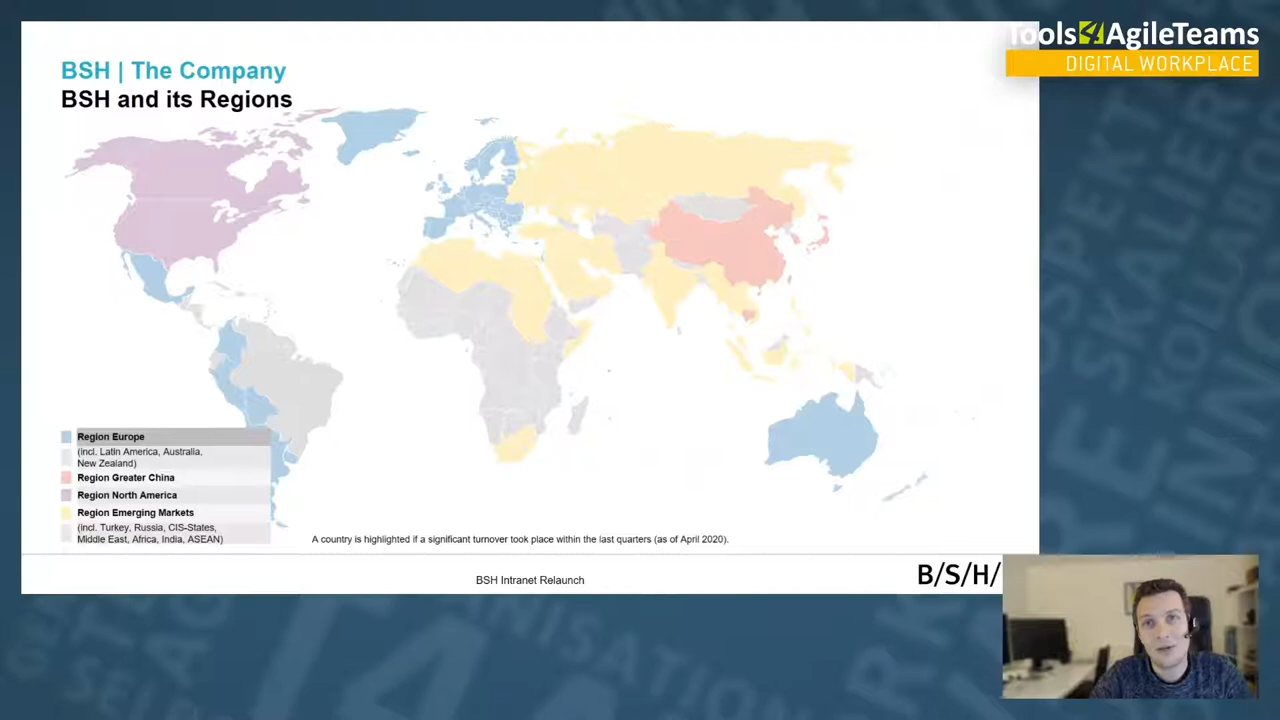 Tools4AgileTeams
DIGITAL WORKPLACE
BSH | The Company
BSH and its Regions
Region Europe
(incl. Latin America, Australia,
New Zealand)
Region Greater China
Region North America
Region Emerging Markets
(incl. Turkey, Russia, CIS-States,
Middle East, Africa, India, ASEAN)
A country is highlighted if a significant turnover took place within the last quarters (as of April 2020).
BSH Intranet Relaunch
B/S/H/